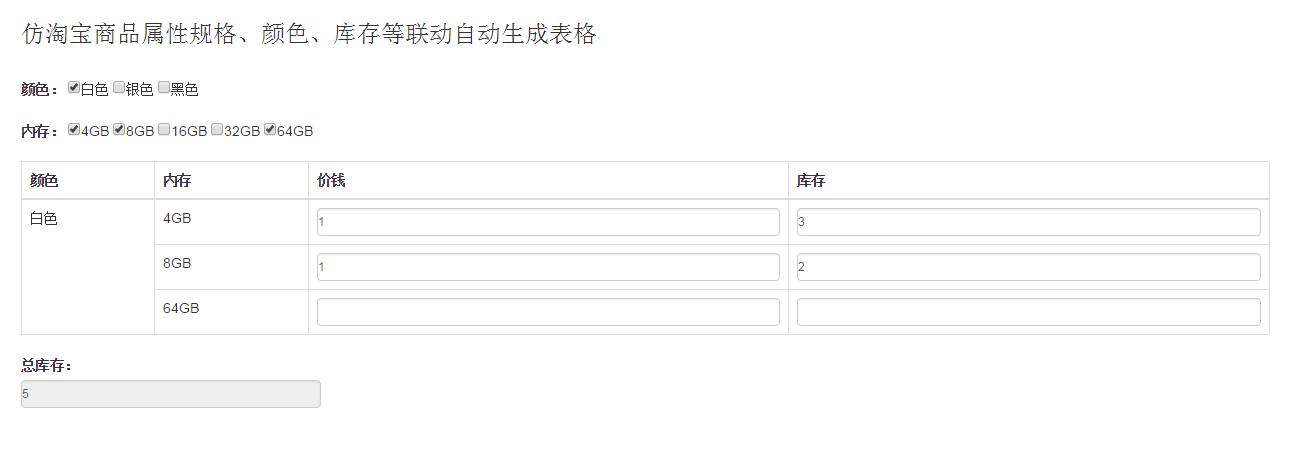 仿淘宝商品属性规格、颜色、库存等联动自动生成表格
颜色: 白色 银色 黑色
内存: 4GB 8GB 16GB 32GB 64GB
颜色 内存 价钱 库存
白色 4GB 1 3
8GB 1 2
64GB
总库存:
5